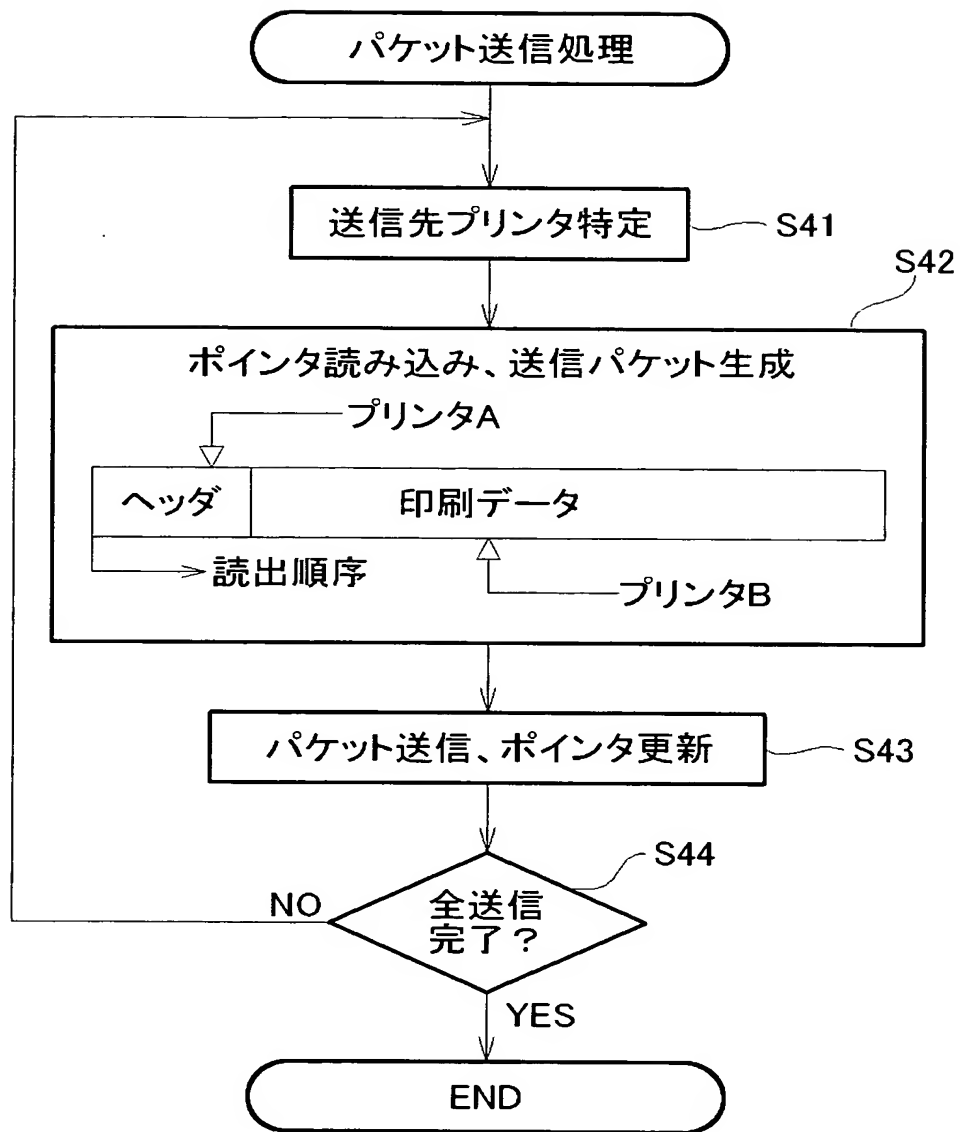 パケット送信処理
送信先プリンタ特定
S41
S42
ポインタ読み込み、送信パケット生成
プリンタA
ヘッダ
印刷データ
読出順序
プリンタB
パケット送信、ポインタ更新
S43
S44
NO
全送信
完了？
YES
END